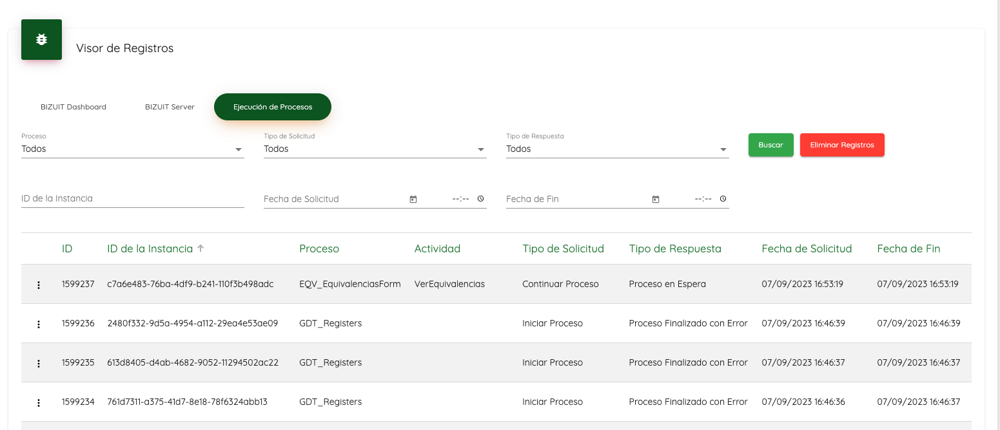 Visor de Registros
BIZUIT Dashboard BIZUIT Server Ejecución de Procesos
Proceso Tipo de Solicitud Tipo de Respuesta
Todos Todos Todos Buscar Eliminar Registros
ID de la Instancia Fecha de Solicitud --:-- Fecha de Fin --:--
ID ID de la Instancia Proceso Actividad Tipo de Solicitud Tipo de Respuesta Fecha de Solicitud Fecha de Fin
1599237 c7a6e483-76ba-4df9-b241-110f3b498adc EQV_EquivalenciasForm VerEquivalencias Continuar Proceso Proceso en Espera 07/09/2023 16:53:19 07/09/2023 16:53:19
1599236 2480f332-9d5a-4954-a112-29ea4e53ae09 GDT_Registers Iniciar Proceso Proceso Finalizado con Error 07/09/2023 16:46:39 07/09/2023 16:46:39
1599235 613d8405-d4ab-4682-9052-11294502ac22 GDT_Registers Iniciar Proceso Proceso Finalizado con Error 07/09/2023 16:46:37 07/09/2023 16:46:37
1599234 761d7311-a375-41d7-8e18-78f6324abb13 GDT_Registers Iniciar Proceso Proceso Finalizado con Error 07/09/2023 16:46:36 07/09/2023 16:46:37